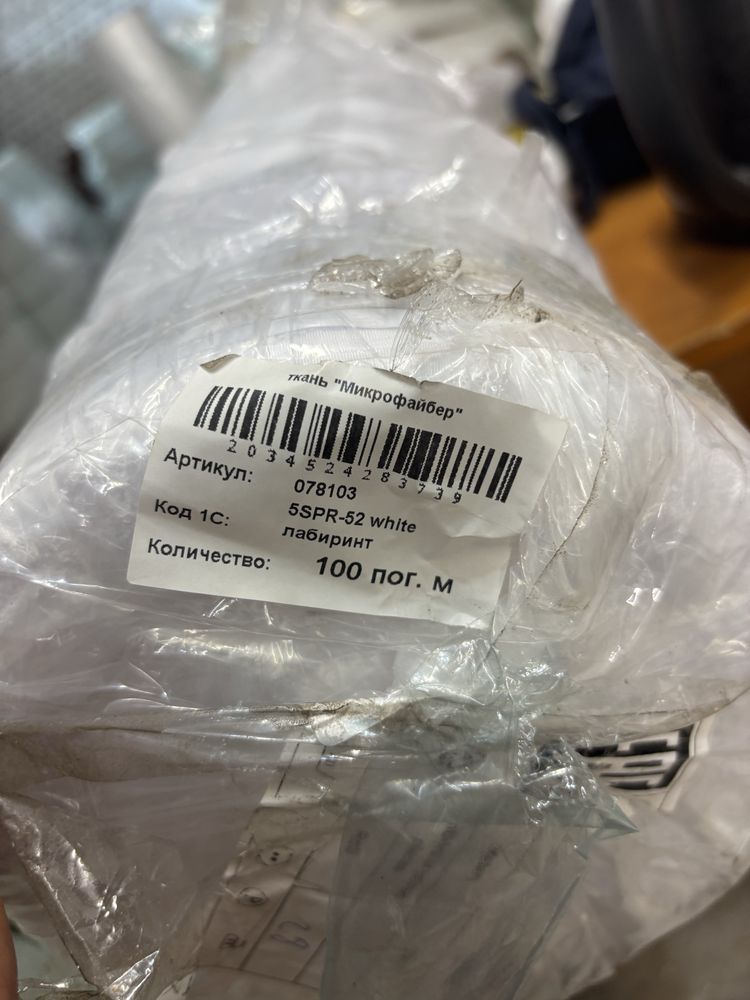 ткань "Микрофайбер"
2034524283739
Артикул: 078103
Код 1С: 5SPR-52 white
лабиринт
Количество: 100 пог. м